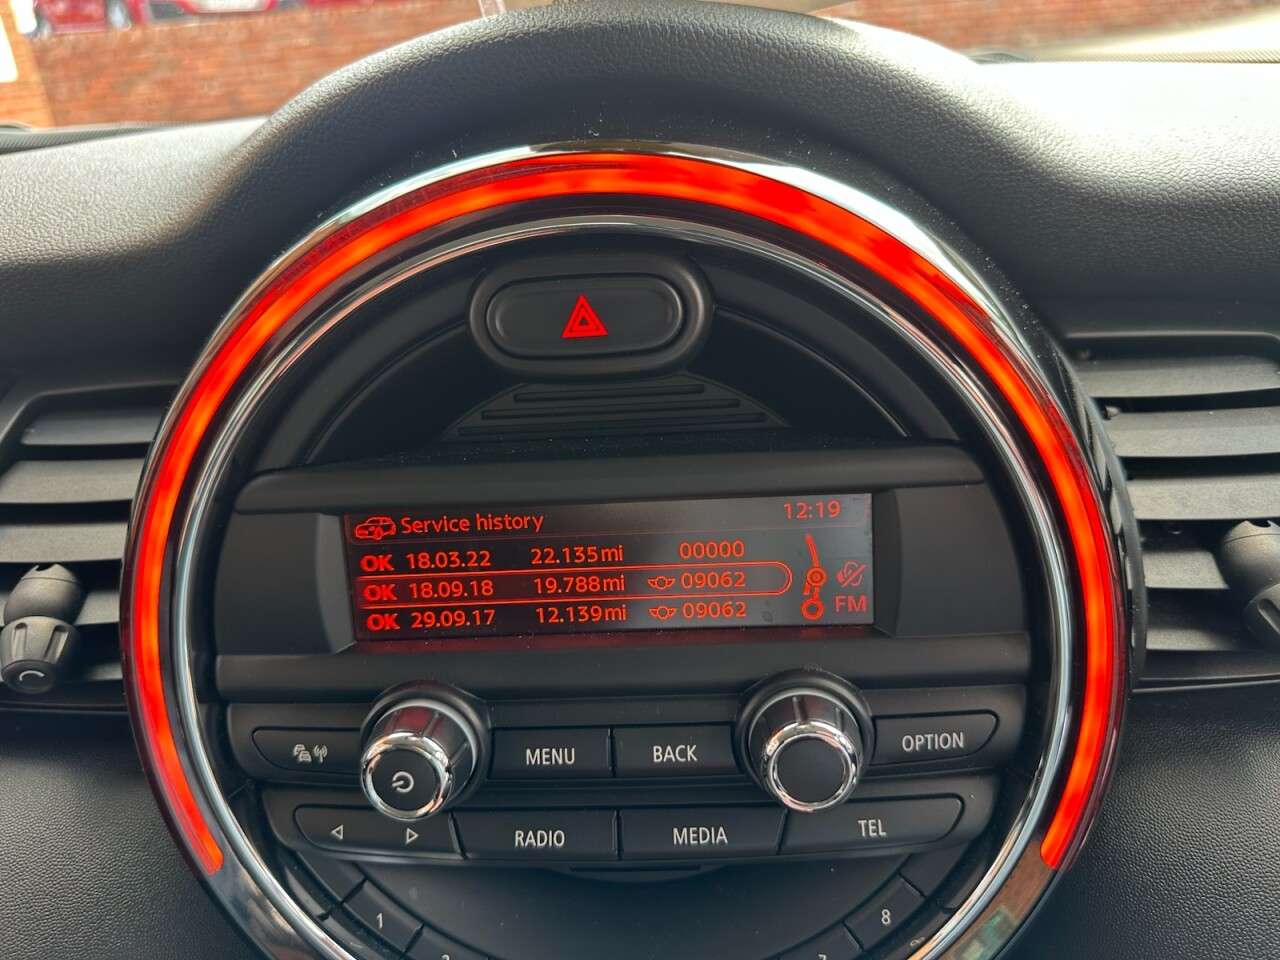 Service history 12:19
OK 18.03.22 22.135mi 00000
OK 18.09.18 19.788mi 09062
OK 29.09.17 12.139mi 09062
FM
MENU BACK OPTION
RADIO MEDIA TEL
1 8